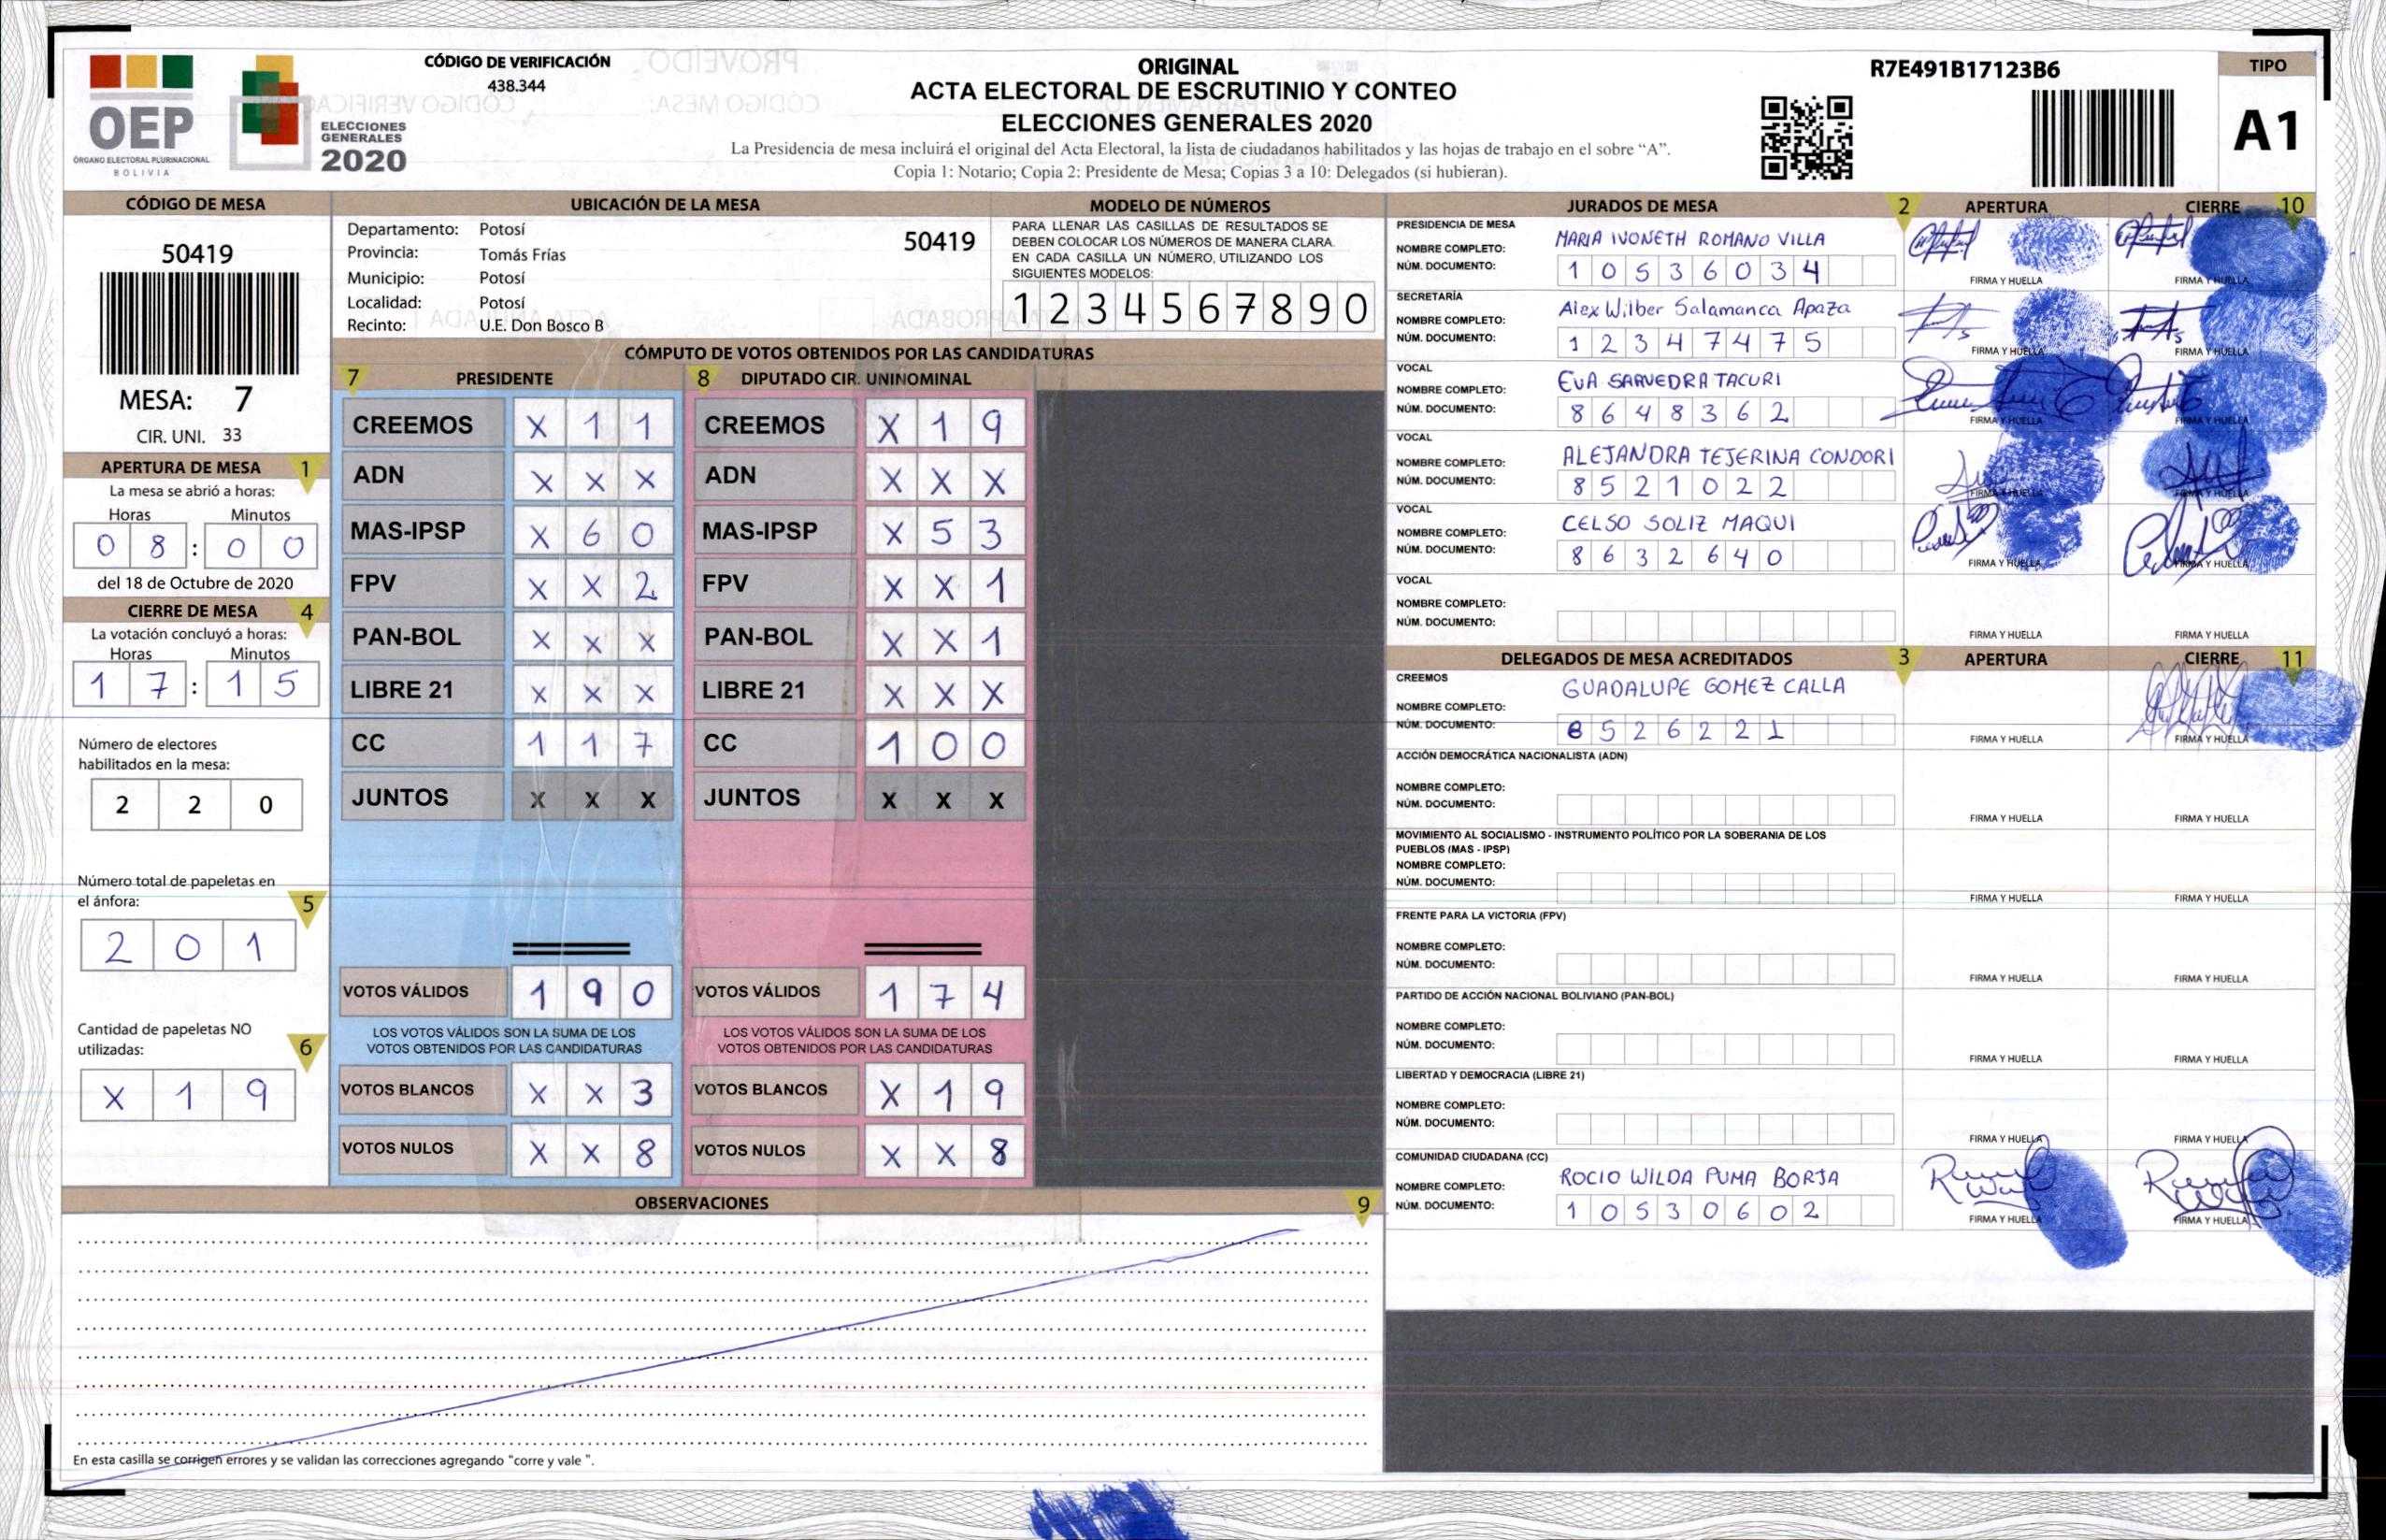 OEP
ÓRGANO ELECTORAL PLURINACIONAL
BOLIVIA
ELECCIONES
GENERALES
2020
CÓDIGO DE VERIFICACIÓN
438.344
ORIGINAL
ACTA ELECTORAL DE ESCRUTINIO Y CONTEO
ELECCIONES GENERALES 2020
La Presidencia de mesa incluirá el original del Acta Electoral, la lista de ciudadanos habilitados y las hojas de trabajo en el sobre “A”.
Copia 1: Notario; Copia 2: Presidente de Mesa; Copias 3 a 10: Delegados (si hubieran).
R7E491B17123B6
TIPO
A1
CÓDIGO DE MESA
50419
MESA: 7
CIR. UNI. 33
APERTURA DE MESA 1
La mesa se abrió a horas:
Horas Minutos
0 8 : 0 0
del 18 de Octubre de 2020
CIERRE DE MESA 4
La votación concluyó a horas:
Horas Minutos
1 7 : 1 5
Número de electores
habilitados en la mesa:
2 2 0
Número total de papeletas en
el ánfora: 5
2 0 1
Cantidad de papeletas NO
utilizadas: 6
X 1 9
UBICACIÓN DE LA MESA
Departamento: Potosí 50419
Provincia: Tomás Frías
Municipio: Potosí
Localidad: Potosí
Recinto: U.E. Don Bosco B
MODELO DE NÚMEROS
PARA LLENAR LAS CASILLAS DE RESULTADOS SE
DEBEN COLOCAR LOS NÚMEROS DE MANERA CLARA.
EN CADA CASILLA UN NÚMERO, UTILIZANDO LOS
SIGUIENTES MODELOS:
1 2 3 4 5 6 7 8 9 0
CÓMPUTO DE VOTOS OBTENIDOS POR LAS CANDIDATURAS
7 PRESIDENTE 8 DIPUTADO CIR. UNINOMINAL
CREEMOS X 1 1 CREEMOS X 1 9
ADN X X X ADN X X X
MAS-IPSP X 6 0 MAS-IPSP X 5 3
FPV X X 2 FPV X X 1
PAN-BOL X X X PAN-BOL X X 1
LIBRE 21 X X X LIBRE 21 X X X
CC 1 1 7 CC 1 0 0
JUNTOS X X X JUNTOS X X X
VOTOS VÁLIDOS 1 9 0 VOTOS VÁLIDOS 1 7 4
LOS VOTOS VÁLIDOS SON LA SUMA DE LOS LOS VOTOS VÁLIDOS SON LA SUMA DE LOS
VOTOS OBTENIDOS POR LAS CANDIDATURAS VOTOS OBTENIDOS POR LAS CANDIDATURAS
VOTOS BLANCOS X X 3 VOTOS BLANCOS X 1 9
VOTOS NULOS X X 8 VOTOS NULOS X X 8
OBSERVACIONES 9
En esta casilla se corrigen errores y se validan las correcciones agregando "corre y vale ".
JURADOS DE MESA 2 APERTURA CIERRE 10
PRESIDENCIA DE MESA
NOMBRE COMPLETO: MARIA IVONETH ROMANO VILLA
NÚM. DOCUMENTO: 1 0 5 3 6 0 3 4
FIRMA Y HUELLA FIRMA Y HUELLA
SECRETARÍA
NOMBRE COMPLETO: Alex Wilber Salamanca Apaza
NÚM. DOCUMENTO: 1 2 3 4 7 4 7 5
FIRMA Y HUELLA FIRMA Y HUELLA
VOCAL
NOMBRE COMPLETO: EVA SAAVEDRA TACURI
NÚM. DOCUMENTO: 8 6 4 8 3 6 2
FIRMA Y HUELLA FIRMA Y HUELLA
VOCAL
NOMBRE COMPLETO: ALEJANDRA TEJERINA CONDORI
NÚM. DOCUMENTO: 8 5 2 1 0 2 2
FIRMA Y HUELLA FIRMA Y HUELLA
VOCAL
NOMBRE COMPLETO: CELSO SOLIZ MAQUI
NÚM. DOCUMENTO: 8 6 3 2 6 4 0
FIRMA Y HUELLA FIRMA Y HUELLA
VOCAL
NOMBRE COMPLETO:
NÚM. DOCUMENTO:
FIRMA Y HUELLA FIRMA Y HUELLA
DELEGADOS DE MESA ACREDITADOS 3 APERTURA CIERRE 11
CREEMOS
NOMBRE COMPLETO: GUADALUPE GOMEZ CALLA
NÚM. DOCUMENTO: 8 5 2 6 2 2 1
FIRMA Y HUELLA FIRMA Y HUELLA
ACCIÓN DEMOCRÁTICA NACIONALISTA (ADN)
NOMBRE COMPLETO:
NÚM. DOCUMENTO:
FIRMA Y HUELLA FIRMA Y HUELLA
MOVIMIENTO AL SOCIALISMO - INSTRUMENTO POLÍTICO POR LA SOBERANIA DE LOS
PUEBLOS (MAS - IPSP)
NOMBRE COMPLETO:
NÚM. DOCUMENTO:
FIRMA Y HUELLA FIRMA Y HUELLA
FRENTE PARA LA VICTORIA (FPV)
NOMBRE COMPLETO:
NÚM. DOCUMENTO:
FIRMA Y HUELLA FIRMA Y HUELLA
PARTIDO DE ACCIÓN NACIONAL BOLIVIANO (PAN-BOL)
NOMBRE COMPLETO:
NÚM. DOCUMENTO:
FIRMA Y HUELLA FIRMA Y HUELLA
LIBERTAD Y DEMOCRACIA (LIBRE 21)
NOMBRE COMPLETO:
NÚM. DOCUMENTO:
FIRMA Y HUELLA FIRMA Y HUELLA
COMUNIDAD CIUDADANA (CC)
NOMBRE COMPLETO: ROCIO WILDA PUMA BORJA
NÚM. DOCUMENTO: 1 0 5 3 0 6 0 2
FIRMA Y HUELLA FIRMA Y HUELLA